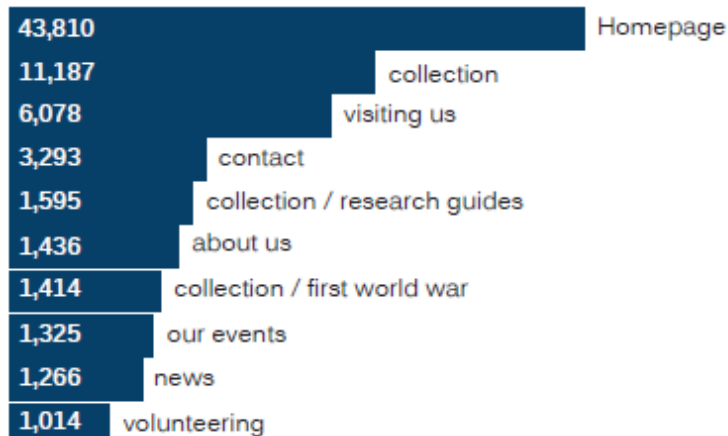 43,810 Homepage
11,187 collection
6,078 visiting us
3,293 contact
1,595 collection / research guides
1,436 about us
1,414 collection / first world war
1,325 our events
1,266 news
1,014 volunteering